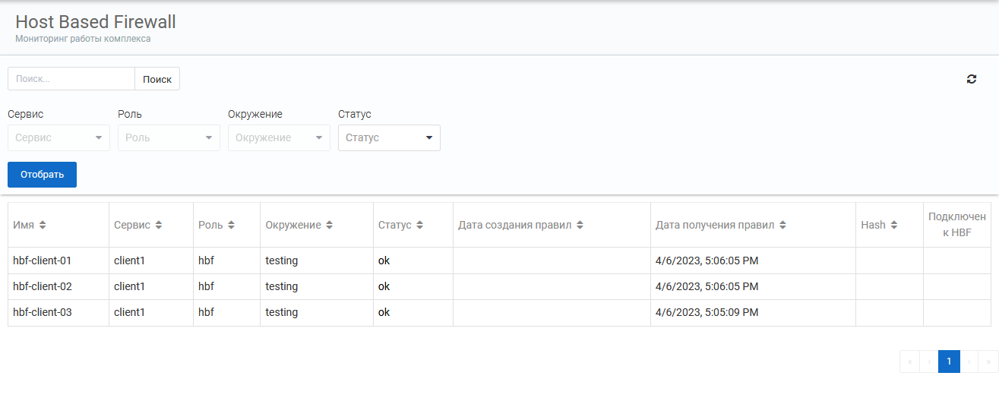 Host Based Firewall
Мониторинг работы комплекса
Поиск... Поиск
Сервис Роль Окружение Статус
Сервис Роль Окружение Статус
Отобрать
Имя Сервис Роль Окружение Статус Дата создания правил Дата получения правил Hash Подключен
к HBF
hbf-client-01 client1 hbf testing ok 4/6/2023, 5:06:05 PM
hbf-client-02 client1 hbf testing ok 4/6/2023, 5:06:05 PM
hbf-client-03 client1 hbf testing ok 4/6/2023, 5:05:09 PM
« ‹ 1 › »